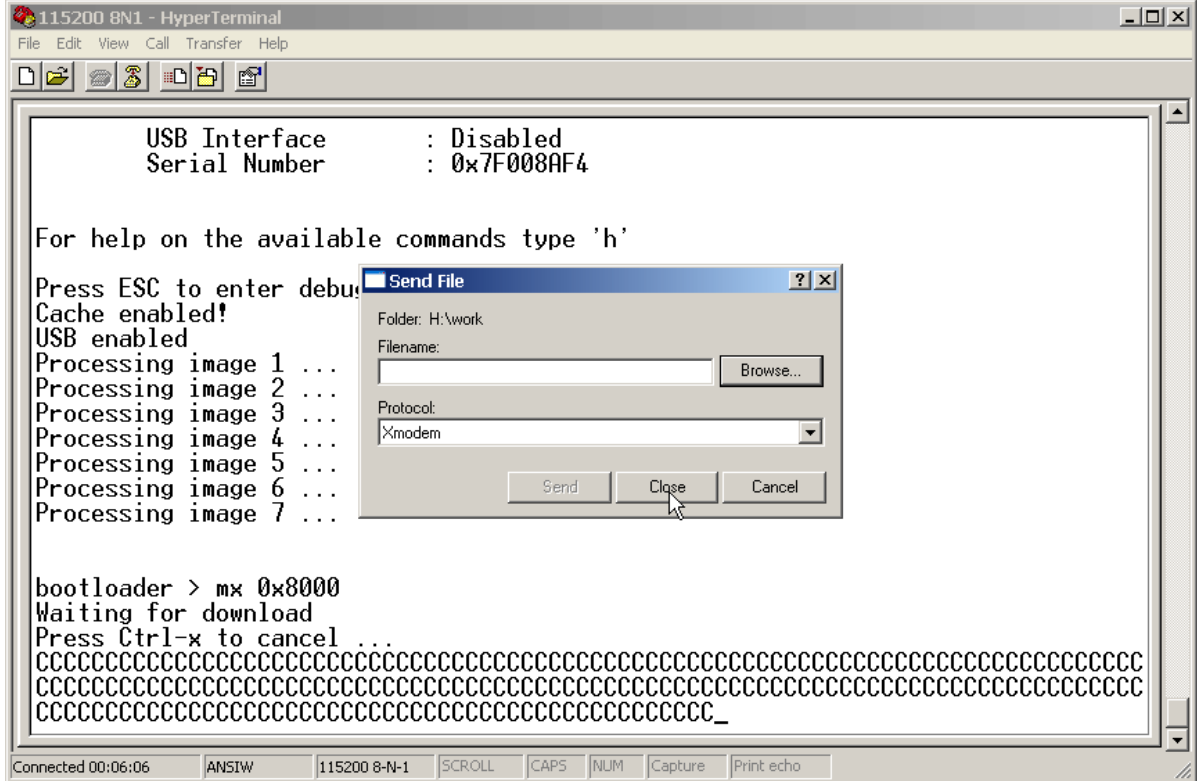 115200 8N1 - HyperTerminal
File Edit View Call Transfer Help
USB Interface : Disabled
Serial Number : 0x7F008AF4
For help on the available commands type 'h'
Press ESC to enter debug
Cache enabled!
USB enabled
Processing image 1 ...
Processing image 2 ...
Processing image 3 ...
Processing image 4 ...
Processing image 5 ...
Processing image 6 ...
Processing image 7 ...
Send File
Folder: H:\work
Filename:
Browse...
Protocol:
Xmodem
Send Close Cancel
bootloader > mx 0x8000
Waiting for download
Press Ctrl-x to cancel ...
CCCCCCCCCCCCCCCCCCCCCCCCCCCCCCCCCCCCCCCCCCCCCCCCCCCCCCCCCCCCCCCCCCCCCCCCCCCCCCCC
CCCCCCCCCCCCCCCCCCCCCCCCCCCCCCCCCCCCCCCCCCCCCCCCCCCCCCCCCCCCCCCCCCCCCCCCCCCCCCCC
CCCCCCCCCCCCCCCCCCCCCCCCCCCCCCCCCCCCCCCCCCCCCCCCC_
Connected 00:06:06 ANSIW 115200 8-N-1 SCROLL CAPS NUM Capture Print echo